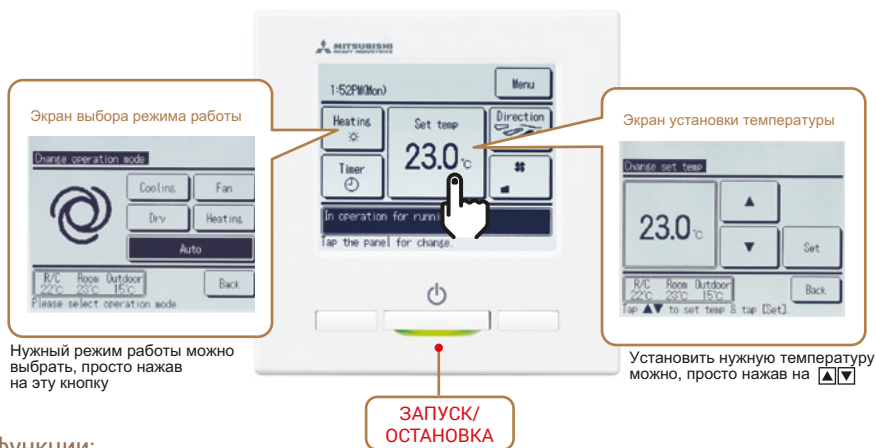 MITSUBISHI
HEAVY INDUSTRIES
1:52PM(Mon)
Menu
Heating
Set temp
Direction
23.0°C
Timer
In operation for runni
Tap the panel for change.
Экран выбора режима работы
Change operation mode
Cooling
Fan
Dry
Heating
Auto
R/C Room Outdoor
22°C 23°C 15°C
Back
Please select operation mode.
Нужный режим работы можно
выбрать, просто нажав
на эту кнопку
Экран установки температуры
Change set temp
23.0°C
▲
▼
Set
R/C Room Outdoor
22°C 23°C 15°C
Back
Tap ▲▼ to set temp & tap [Set].
Установить нужную температуру
можно, просто нажав на ▲▼
ЗАПУСК/
ОСТАНОВКА
функции: